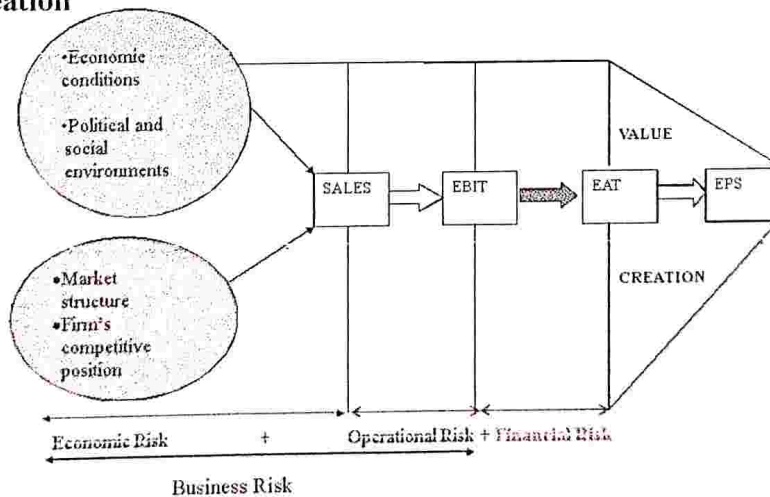 eation
•Economic
conditions
•Political and
social
environments
VALUE
SALES
EBIT
EAT
EPS
CREATION
•Market
structure
•Firm's
competitive
position
Economic Risk + Operational Risk + Financial Risk
Business Risk